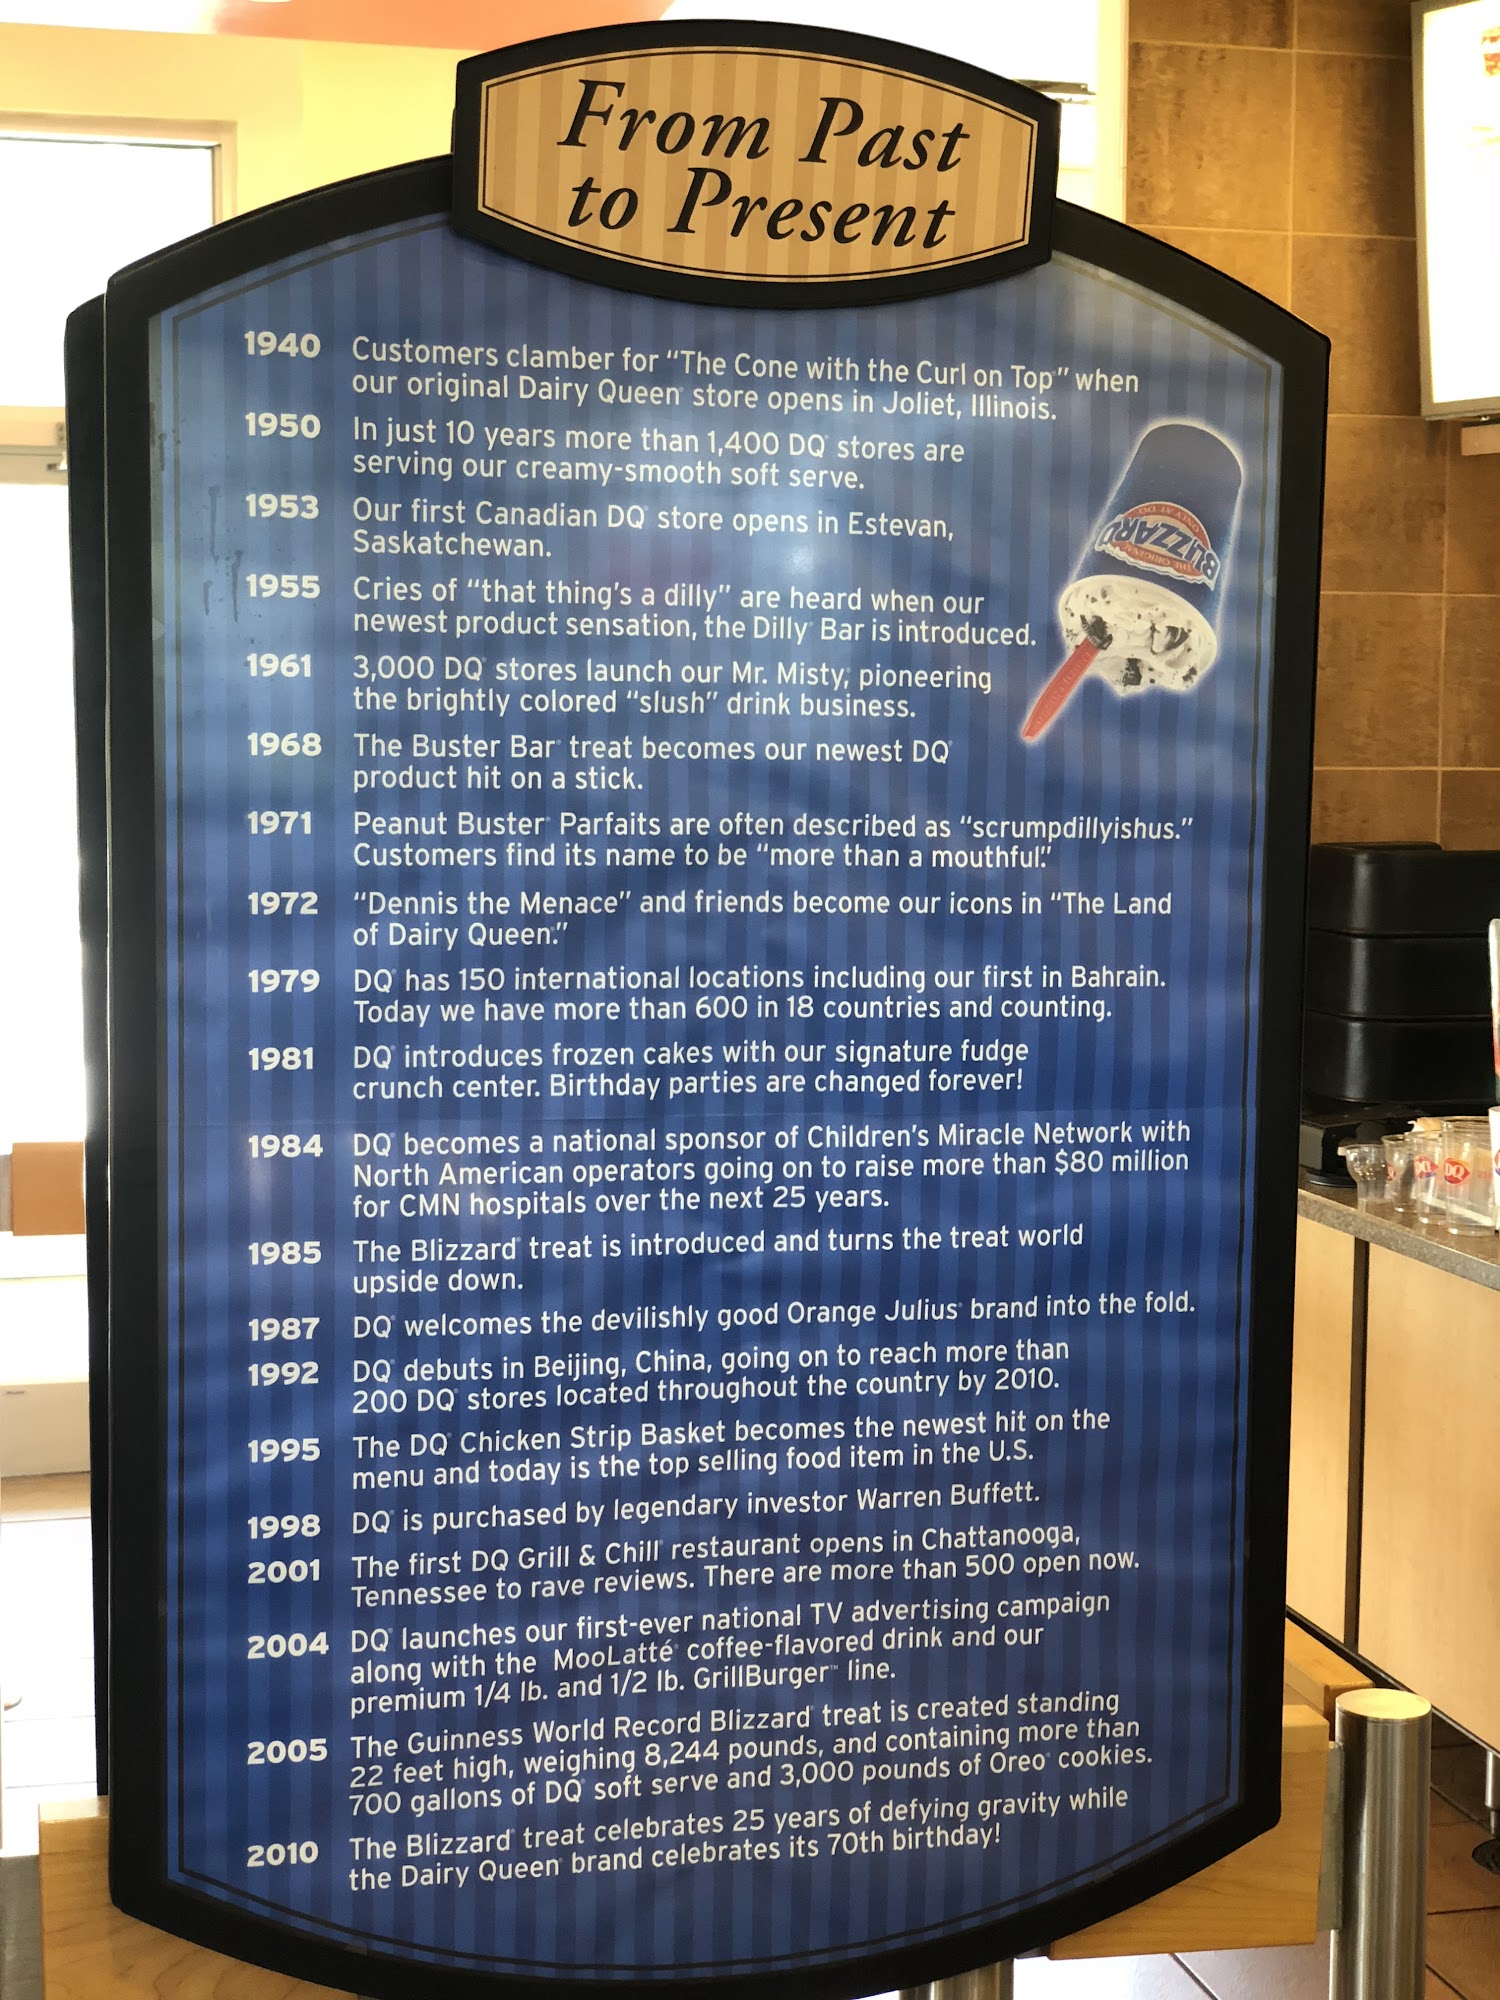 From Past
to Present
1940 Customers clamber for "The Cone with the Curl on Top" when
our original Dairy Queen® store opens in Joliet, Illinois.
1950 In just 10 years more than 1,400 DQ® stores are
serving our creamy-smooth soft serve.
1953 Our first Canadian DQ® store opens in Estevan,
Saskatchewan.
1955 Cries of "that thing's a dilly" are heard when our
newest product sensation, the Dilly® Bar is introduced.
1961 3,000 DQ® stores launch our Mr. Misty®, pioneering
the brightly colored "slush" drink business.
1968 The Buster Bar® treat becomes our newest DQ®
product hit on a stick.
1971 Peanut Buster® Parfaits are often described as "scrumpdillyishus."
Customers find its name to be "more than a mouthful."
1972 "Dennis the Menace" and friends become our icons in "The Land
of Dairy Queen®."
1979 DQ® has 150 international locations including our first in Bahrain.
Today we have more than 600 in 18 countries and counting.
1981 DQ® introduces frozen cakes with our signature fudge
crunch center. Birthday parties are changed forever!
1984 DQ® becomes a national sponsor of Children's Miracle Network with
North American operators going on to raise more than $80 million
for CMN hospitals over the next 25 years.
1985 The Blizzard® treat is introduced and turns the treat world
upside down.
1987 DQ® welcomes the devilishly good Orange Julius® brand into the fold.
1992 DQ® debuts in Beijing, China, going on to reach more than
200 DQ® stores located throughout the country by 2010.
1995 The DQ® Chicken Strip Basket becomes the newest hit on the
menu and today is the top selling food item in the U.S.
1998 DQ® is purchased by legendary investor Warren Buffett.
2001 The first DQ Grill & Chill® restaurant opens in Chattanooga,
Tennessee to rave reviews. There are more than 500 open now.
2004 DQ® launches our first-ever national TV advertising campaign
along with the MooLatté® coffee-flavored drink and our
premium 1/4 lb. and 1/2 lb. GrillBurger™ line.
2005 The Guinness World Record Blizzard® treat is created standing
22 feet high, weighing 8,244 pounds, and containing more than
700 gallons of DQ® soft serve and 3,000 pounds of Oreo® cookies.
2010 The Blizzard® treat celebrates 25 years of defying gravity while
the Dairy Queen® brand celebrates its 70th birthday!
THE ORIGINAL
BLIZZARD
ONLY AT DQ
DQ